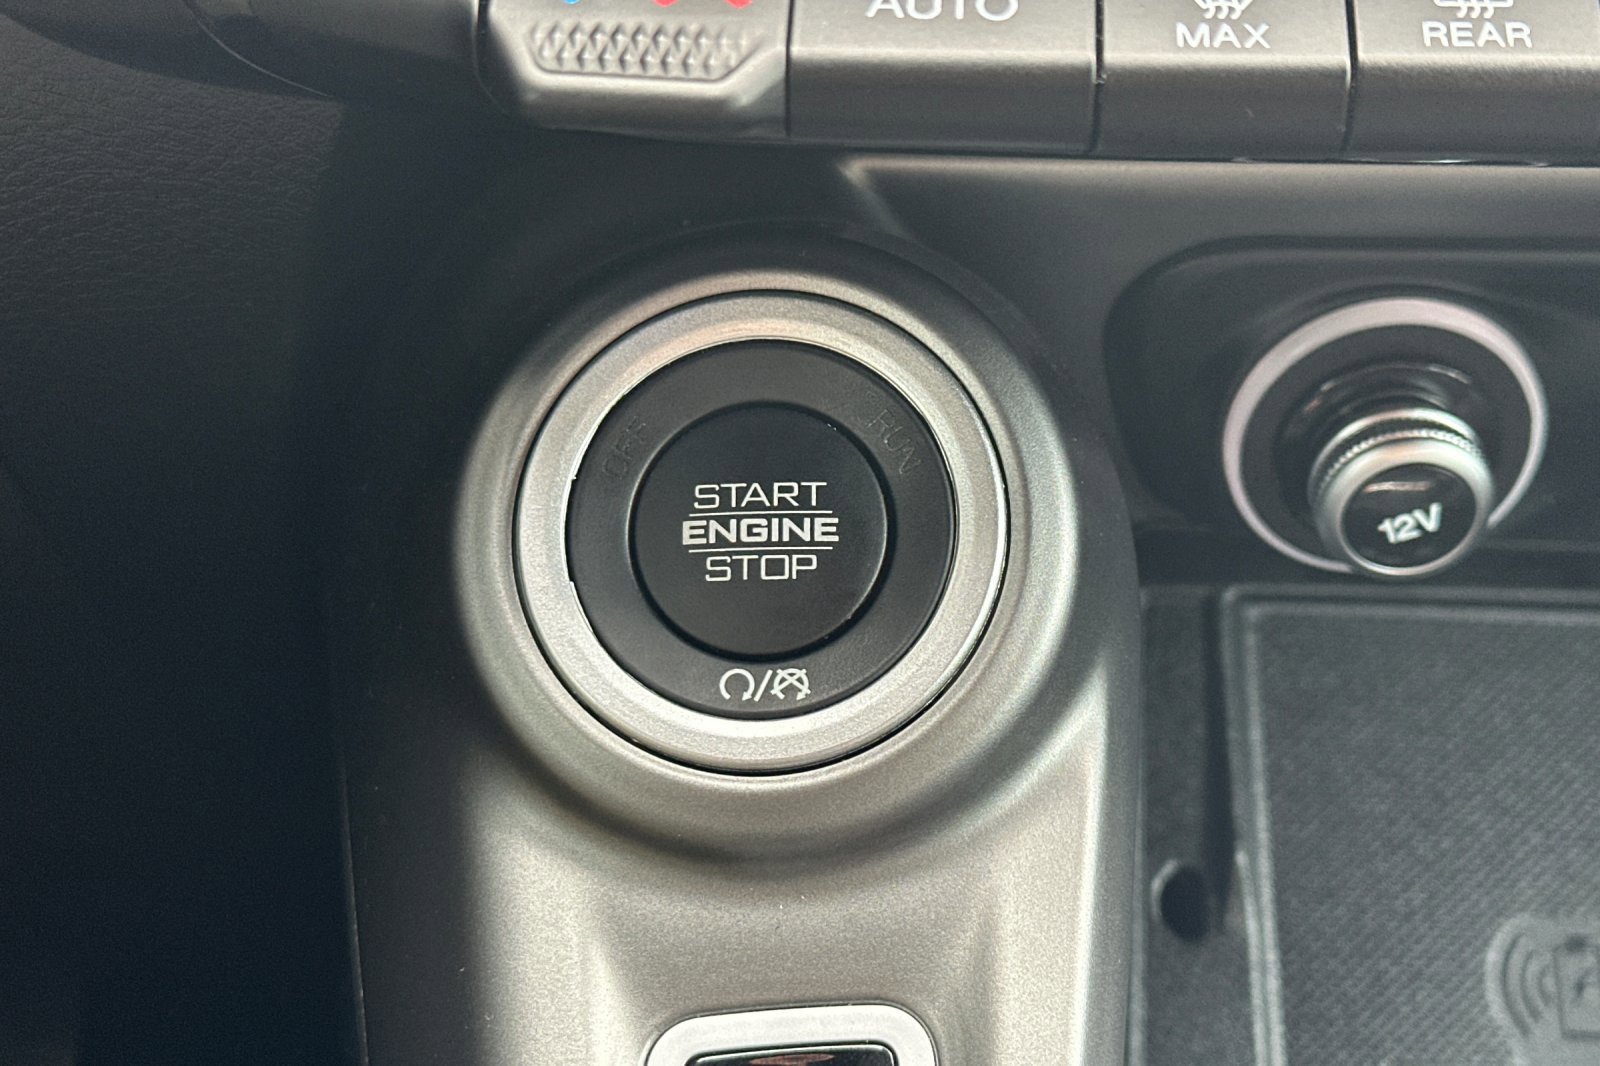 AUTO
MAX
REAR
OFF
RUN
START
ENGINE
STOP
12V